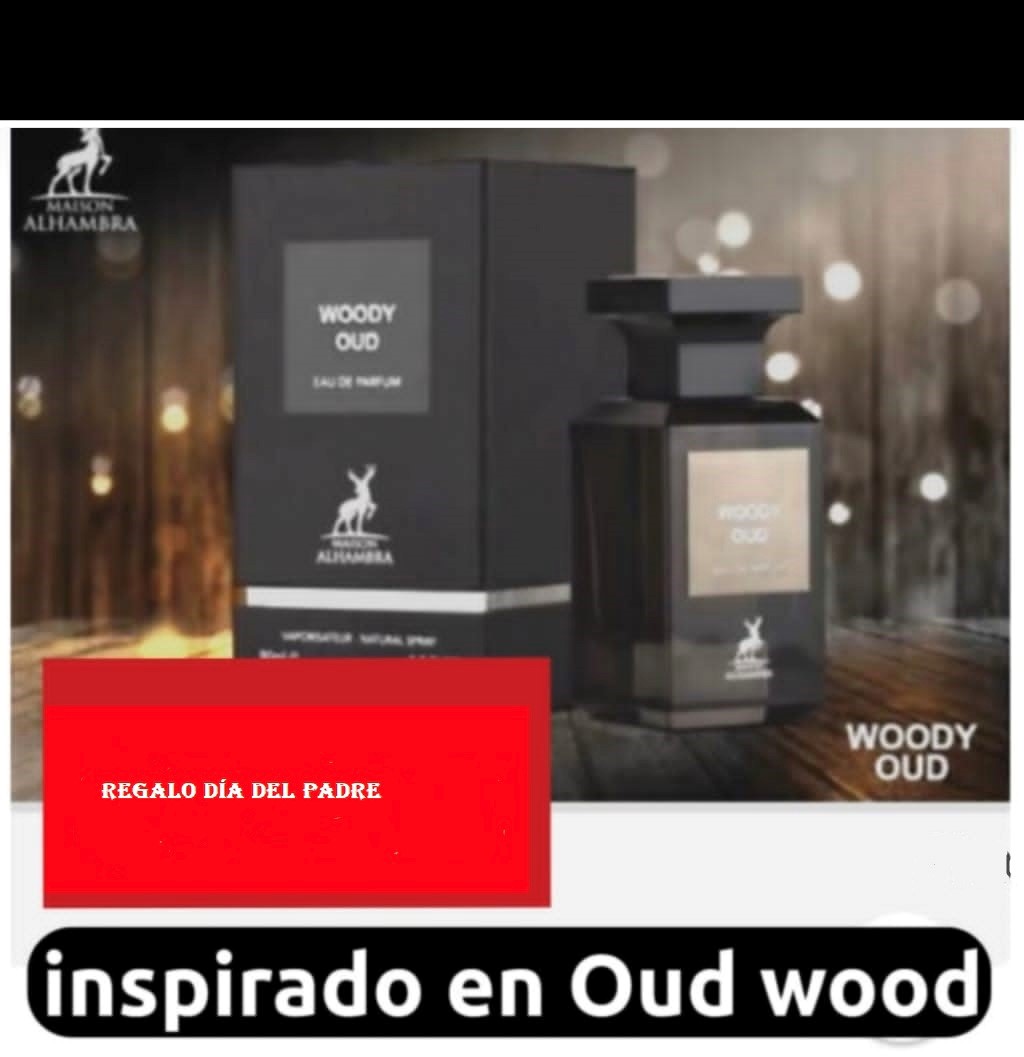 MAISON
ALHAMBRA
WOODY
OUD
EAU DE PARFUM
MAISON
ALHAMBRA
VAPORISATEUR NATURAL SPRAY
WOODY
OUD
WOODY
OUD
REGALO DÍA DEL PADRE
inspirado en Oud wood